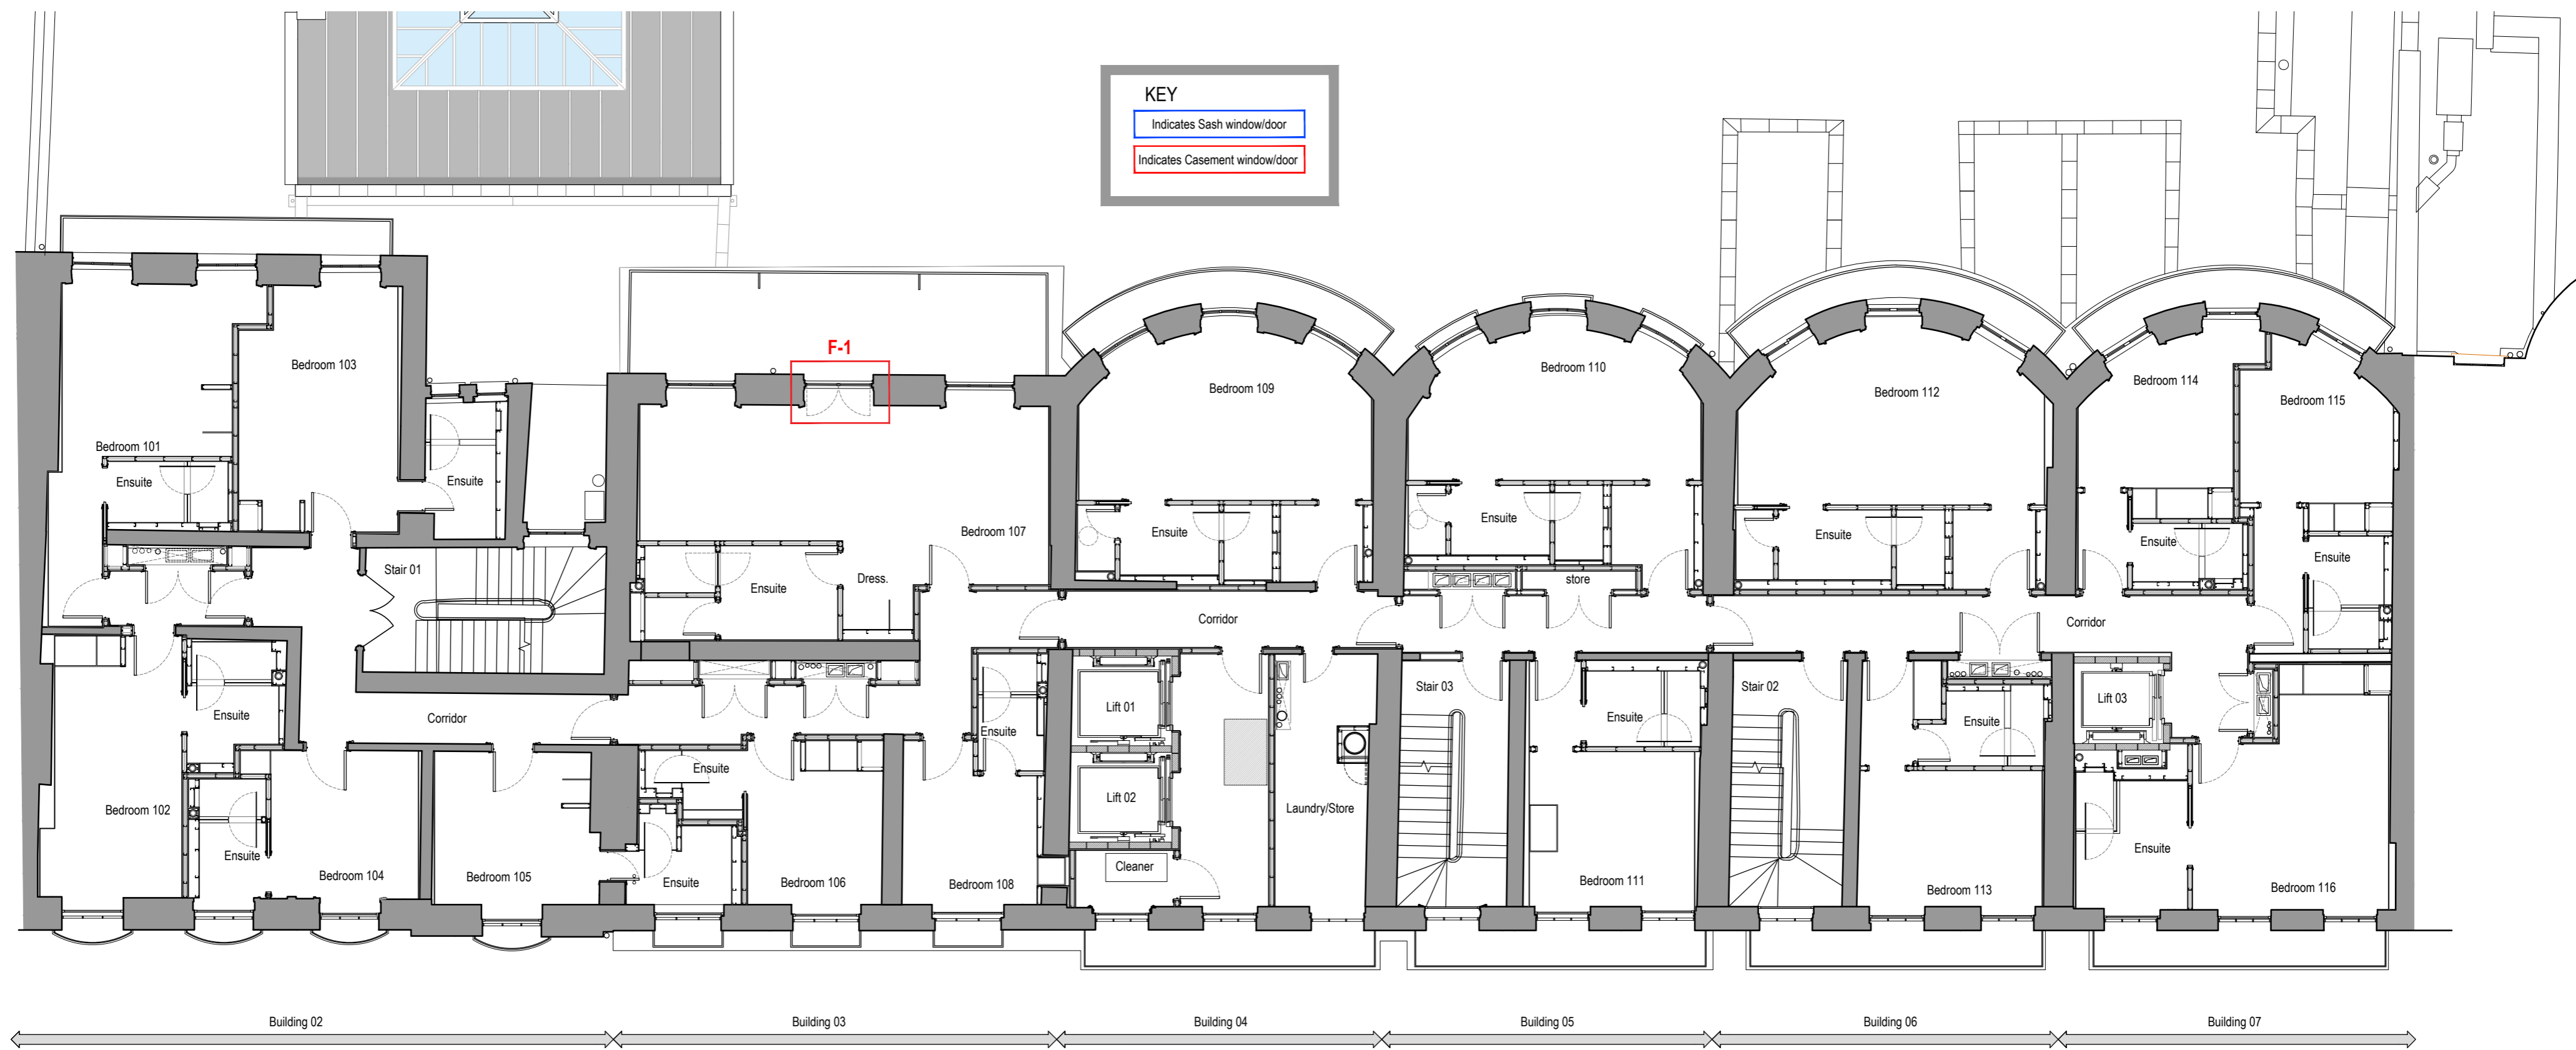 KEY
Indicates Sash window/door
Indicates Casement window/door
F-1
Bedroom 103
Bedroom 109
Bedroom 110
Bedroom 112
Bedroom 114
Bedroom 115
Bedroom 101
Ensuite
Ensuite
Bedroom 107
Ensuite
Ensuite
Ensuite
Ensuite
Ensuite
Stair 01
Ensuite
Dress.
store
Corridor
Corridor
Ensuite
Corridor
Ensuite
Lift 01
Stair 03
Ensuite
Stair 02
Ensuite
Lift 03
Ensuite
Ensuite
Lift 02
Bedroom 102
Laundry/Store
Ensuite
Bedroom 104
Bedroom 105
Ensuite
Bedroom 106
Bedroom 108
Cleaner
Bedroom 111
Bedroom 113
Ensuite
Bedroom 116
Building 02
Building 03
Building 04
Building 05
Building 06
Building 07